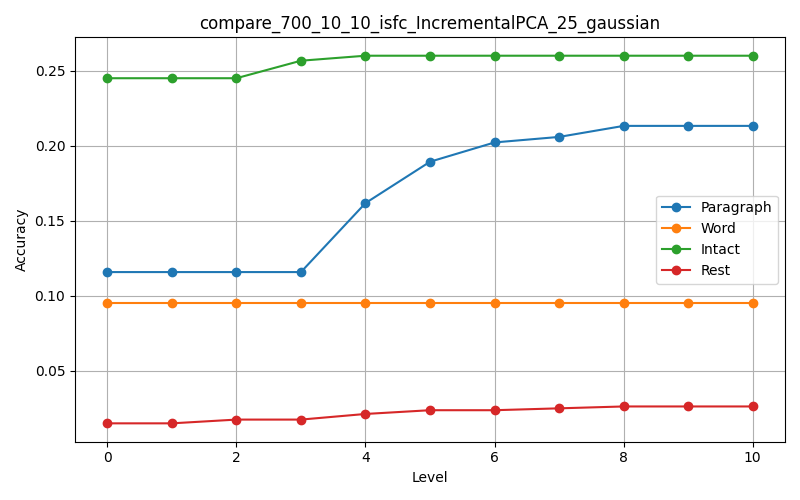 compare_700_10_10_isfc_IncrementalPCA_25_gaussian
0.25
0.20
0.15
0.10
0.05
Accuracy
Paragraph
Word
Intact
Rest
0 2 4 6 8 10
Level